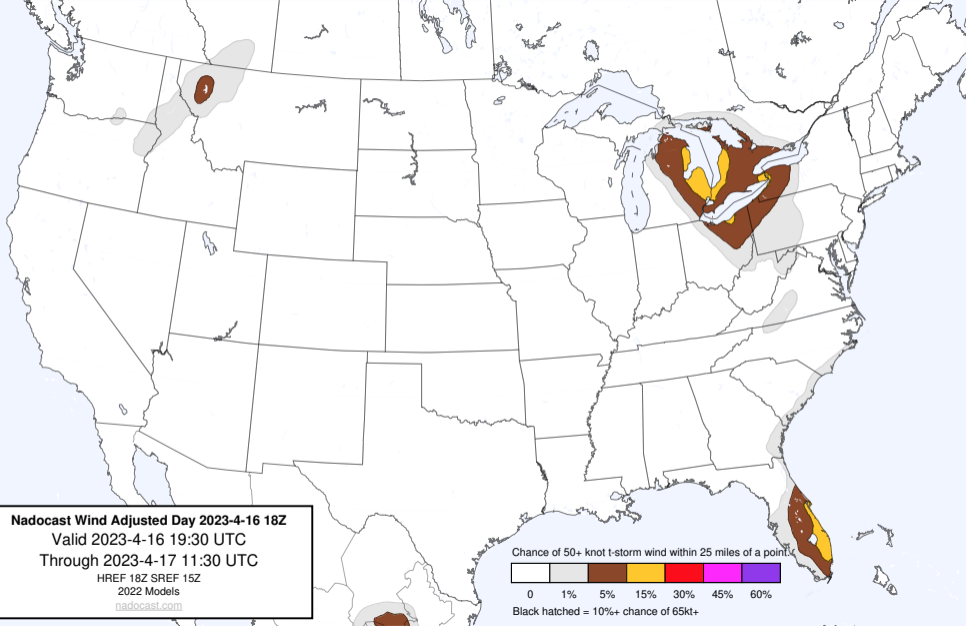 Nadocast Wind Adjusted Day 2023-4-16 18Z
Valid 2023-4-16 19:30 UTC
Through 2023-4-17 11:30 UTC
HREF 18Z SREF 15Z
2022 Models
nadocast.com
Chance of 50+ knot t-storm wind within 25 miles of a point.
0 1% 5% 15% 30% 45% 60%
Black hatched = 10%+ chance of 65kt+